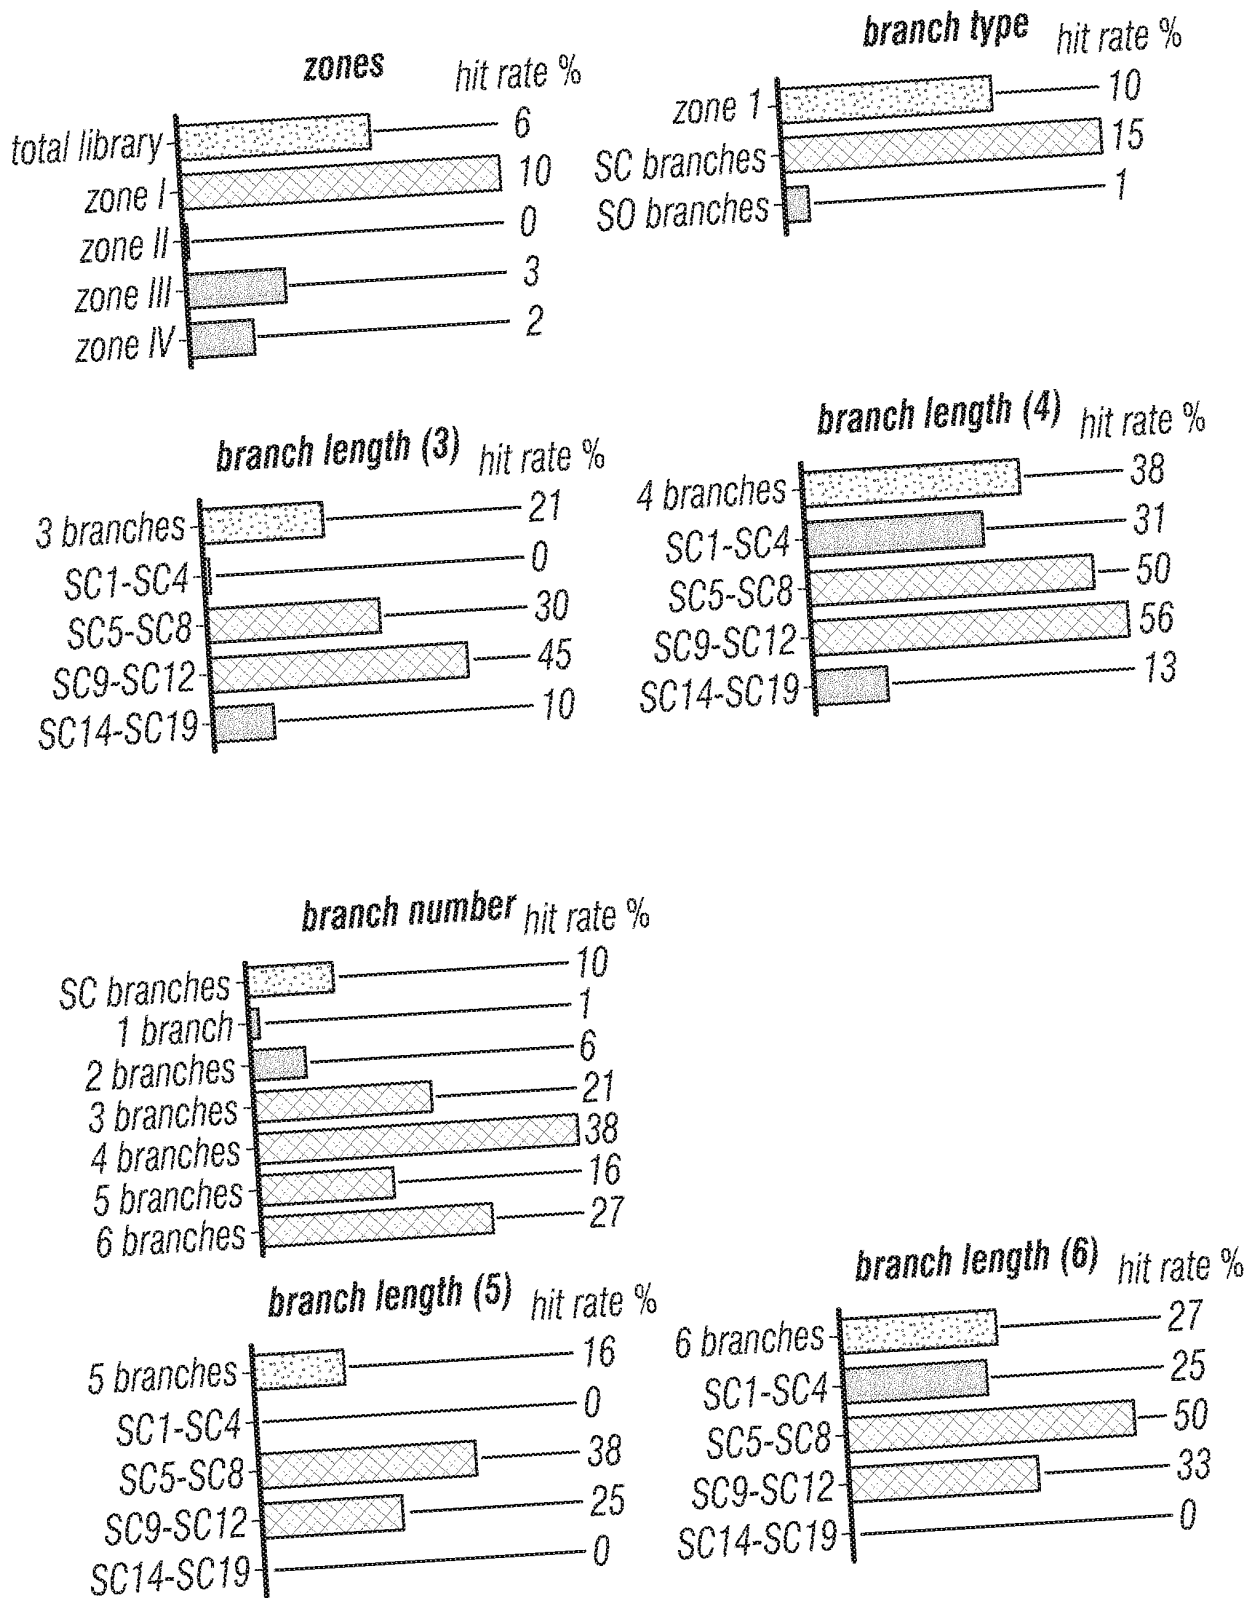 zones hit rate %
total library 6
zone I 10
zone II 0
zone III 3
zone IV 2
branch type hit rate %
zone 1 10
SC branches 15
SO branches 1
branch length (3) hit rate %
3 branches 21
SC1-SC4 0
SC5-SC8 30
SC9-SC12 45
SC14-SC19 10
branch length (4) hit rate %
4 branches 38
SC1-SC4 31
SC5-SC8 50
SC9-SC12 56
SC14-SC19 13
branch number hit rate %
SC branches 10
1 branch 1
2 branches 6
3 branches 21
4 branches 38
5 branches 16
6 branches 27
branch length (5) hit rate %
5 branches 16
SC1-SC4 0
SC5-SC8 38
SC9-SC12 25
SC14-SC19 0
branch length (6) hit rate %
6 branches 27
SC1-SC4 25
SC5-SC8 50
SC9-SC12 33
SC14-SC19 0